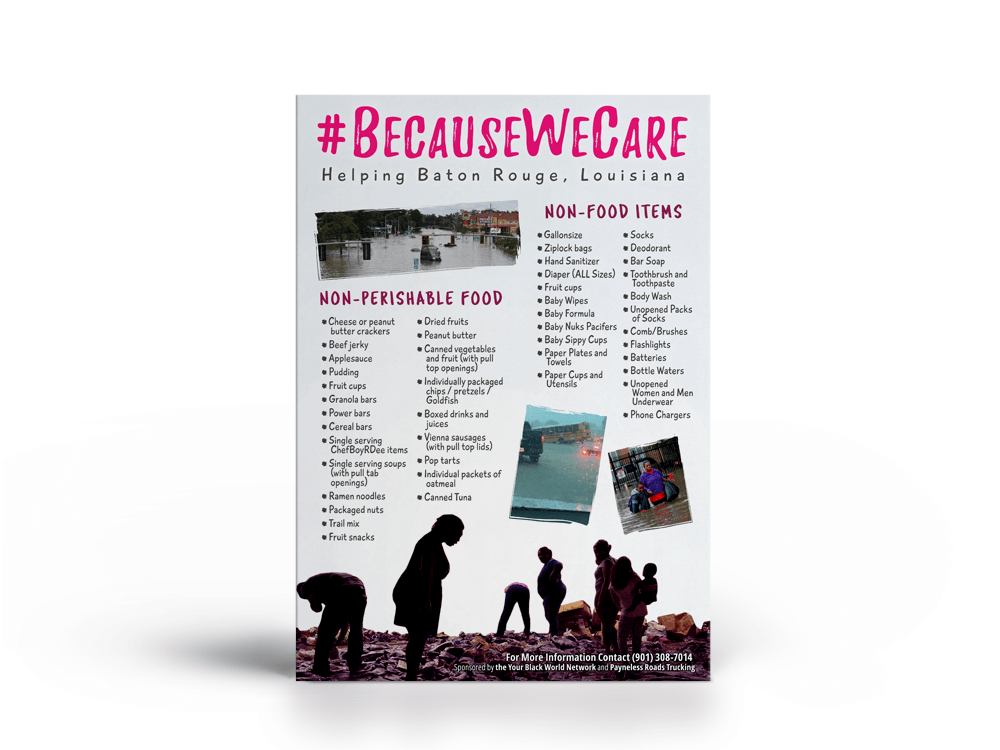 #BecauseWeCare
Helping Baton Rouge, Louisiana
NON-PERISHABLE FOOD
Cheese or peanut
butter crackers
Beef jerky
Applesauce
Pudding
Fruit cups
Granola bars
Power bars
Cereal bars
Single serving
ChefBoyRDee items
Single serving soups
(with pull tab
openings)
Ramen noodles
Packaged nuts
Trail mix
Fruit snacks
Dried fruits
Peanut butter
Canned vegetables
and fruit (with pull
top openings)
Individually packaged
chips / pretzels /
Goldfish
Boxed drinks and
juices
Vienna sausages
(with pull top lids)
Pop tarts
Individual packets of
oatmeal
Canned Tuna
NON-FOOD ITEMS
Gallonsize
Ziplock bags
Hand Sanitizer
Diaper (ALL Sizes)
Fruit cups
Baby Wipes
Baby Formula
Baby Nuks Pacifers
Baby Sippy Cups
Paper Plates and
Towels
Paper Cups and
Utensils
Socks
Deodorant
Bar Soap
Toothbrush and
Toothpaste
Body Wash
Unopened Packs
of Socks
Comb/Brushes
Flashlights
Batteries
Bottle Waters
Unopened
Women and Men
Underwear
Phone Chargers
For More Information Contact (901) 308-7014
Sponsored by the Your Black World Network and Payneless Roads Trucking